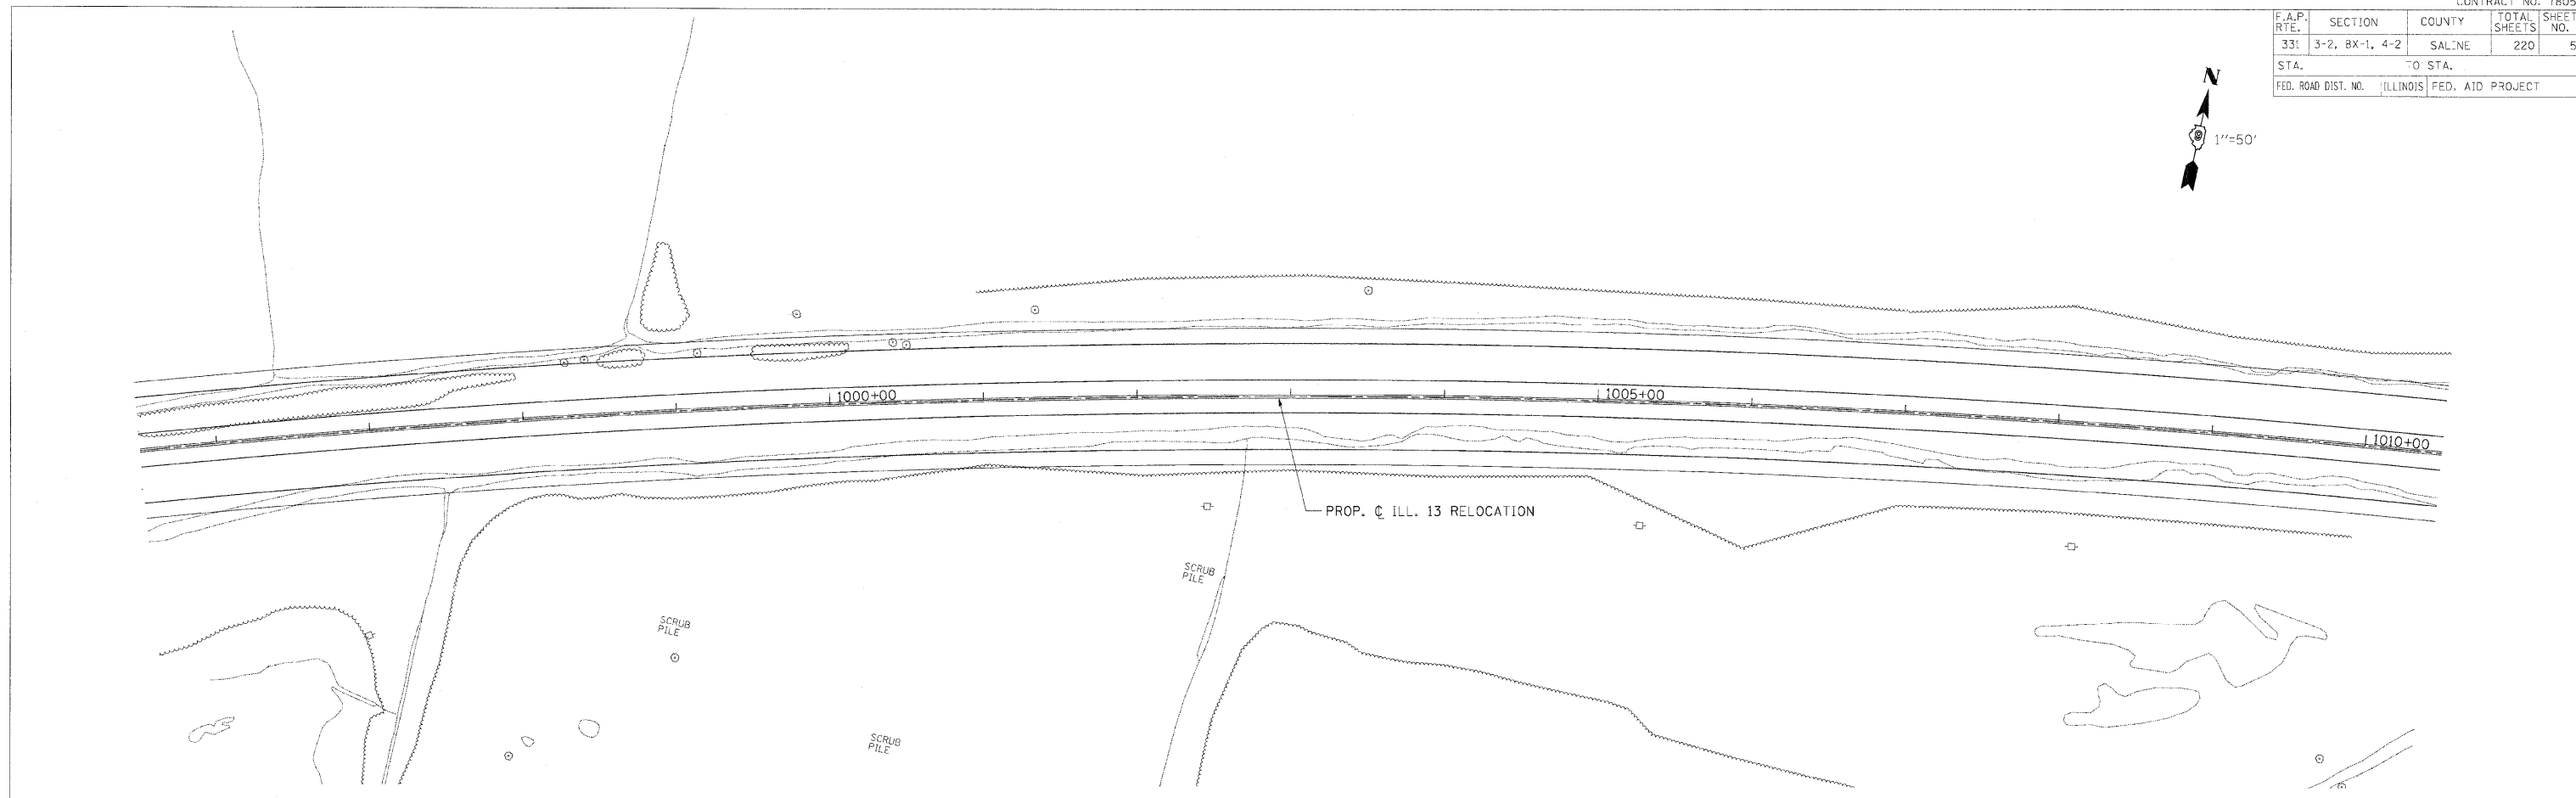 CONTRACT NO. 7805
F.A.P. RTE. SECTION COUNTY TOTAL SHEETS SHEET NO.
331 3-2, 8X-1, 4-2 SALINE 220 5
STA. TO STA.
FED. ROAD DIST. NO. ILLINOIS FED. AID PROJECT
N
1"=50'
1000+00
1005+00
1010+00
PROP. ℄ ILL. 13 RELOCATION
SCRUB
PILE
SCRUB
PILE
SCRUB
PILE